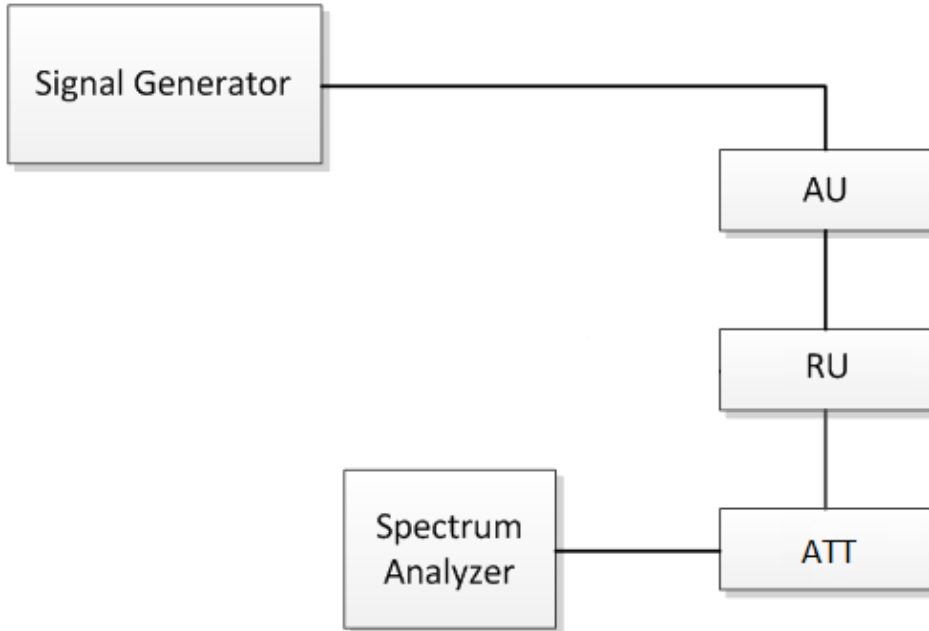 Signal Generator
AU
RU
Spectrum
Analyzer
ATT